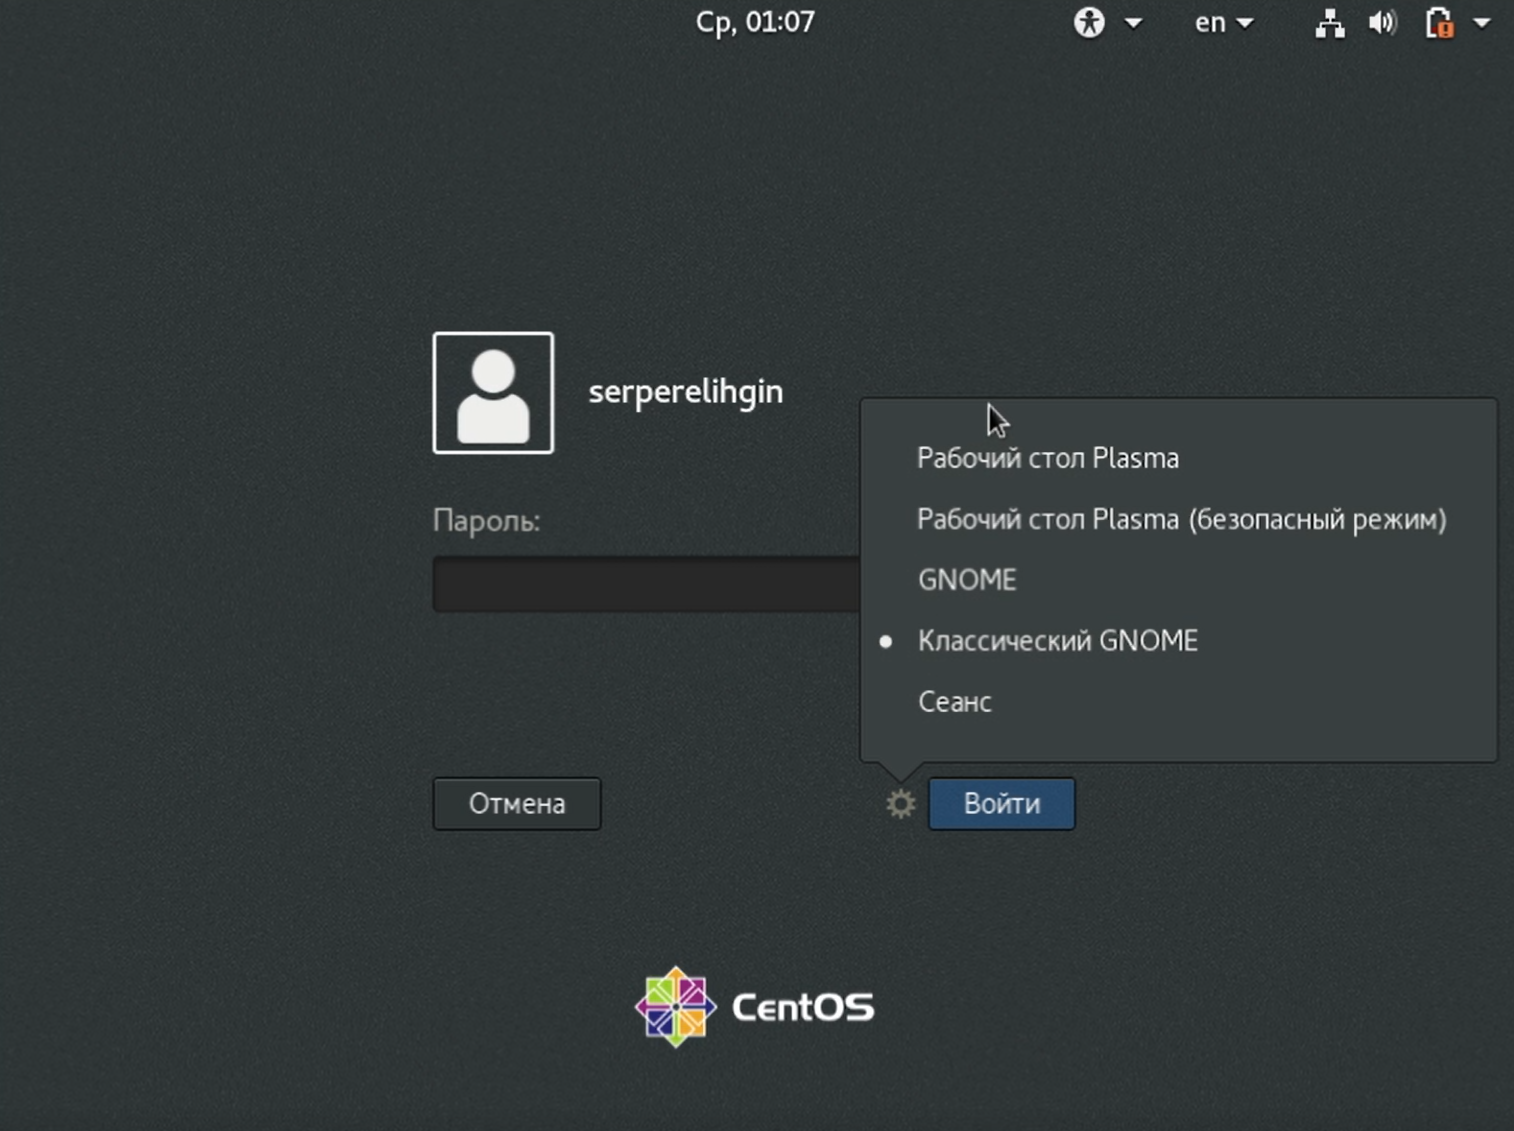 Ср, 01:07
en
serperelihgin
Пароль:
Рабочий стол Plasma
Рабочий стол Plasma (безопасный режим)
GNOME
Классический GNOME
Сеанс
Отмена
Войти
CentOS